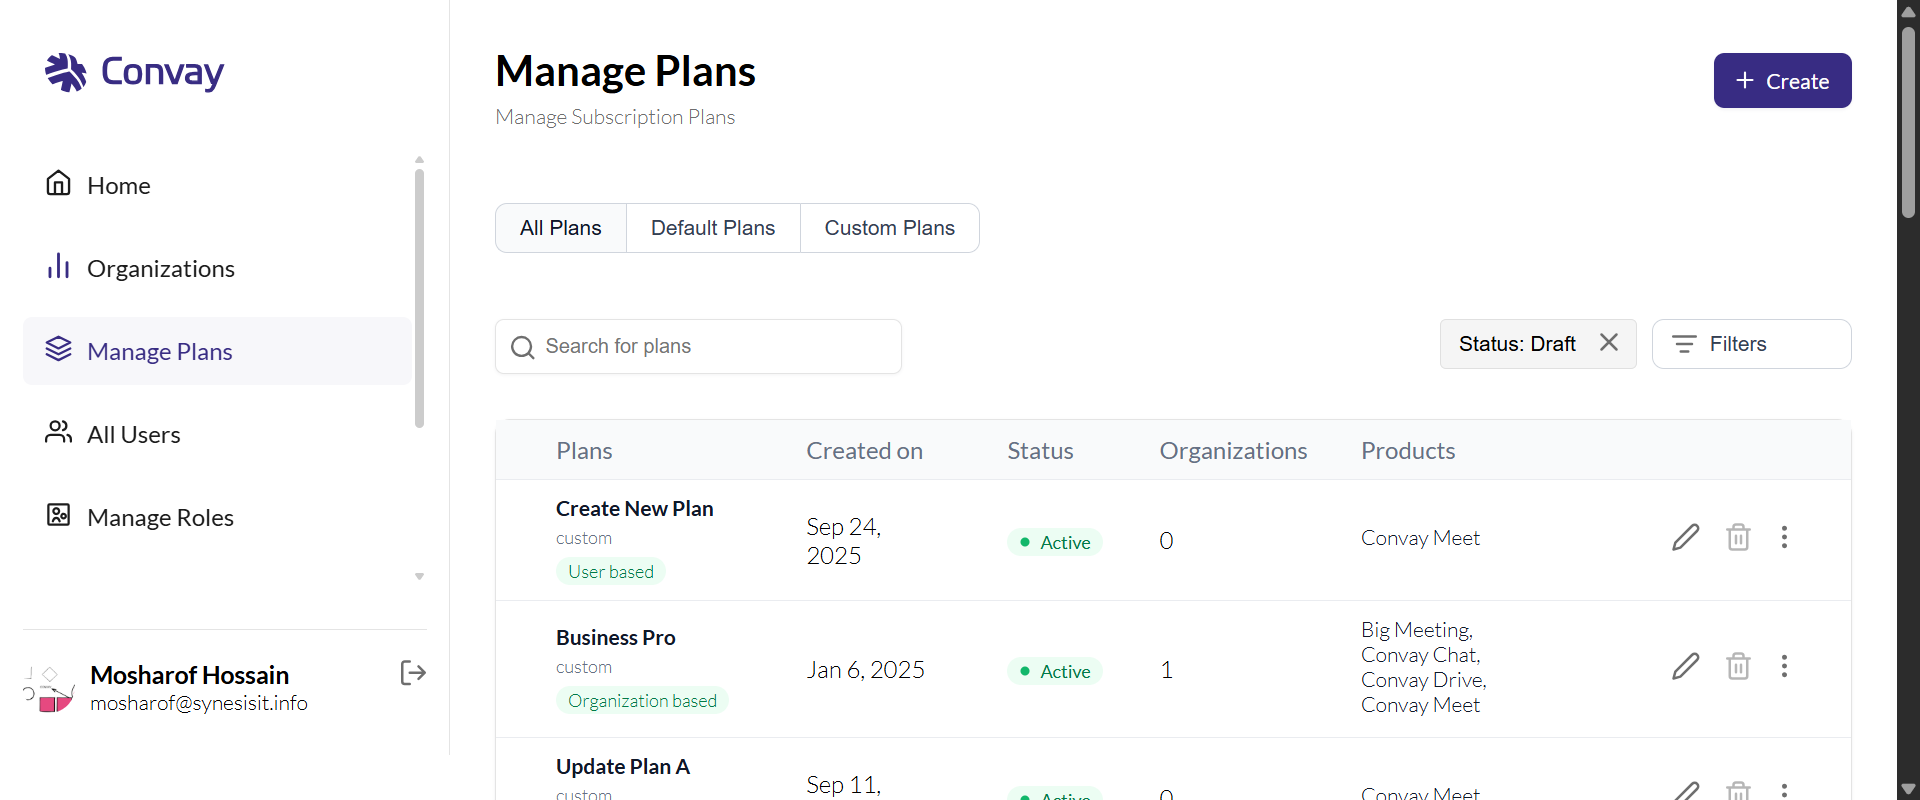 Convay
Home
Organizations
Manage Plans
All Users
Manage Roles
Mosharof Hossain
mosharof@synesisit.info
Manage Plans
Manage Subscription Plans
Create
All Plans
Default Plans
Custom Plans
Search for plans
Status: Draft
Filters
Plans
Created on
Status
Organizations
Products
Create New Plan
custom
User based
Sep 24,
2025
Active
0
Convay Meet
Business Pro
custom
Organization based
Jan 6, 2025
Active
1
Big Meeting,
Convay Chat,
Convay Drive,
Convay Meet
Update Plan A
custom
Sep 11,
Active
0
Convay Meet